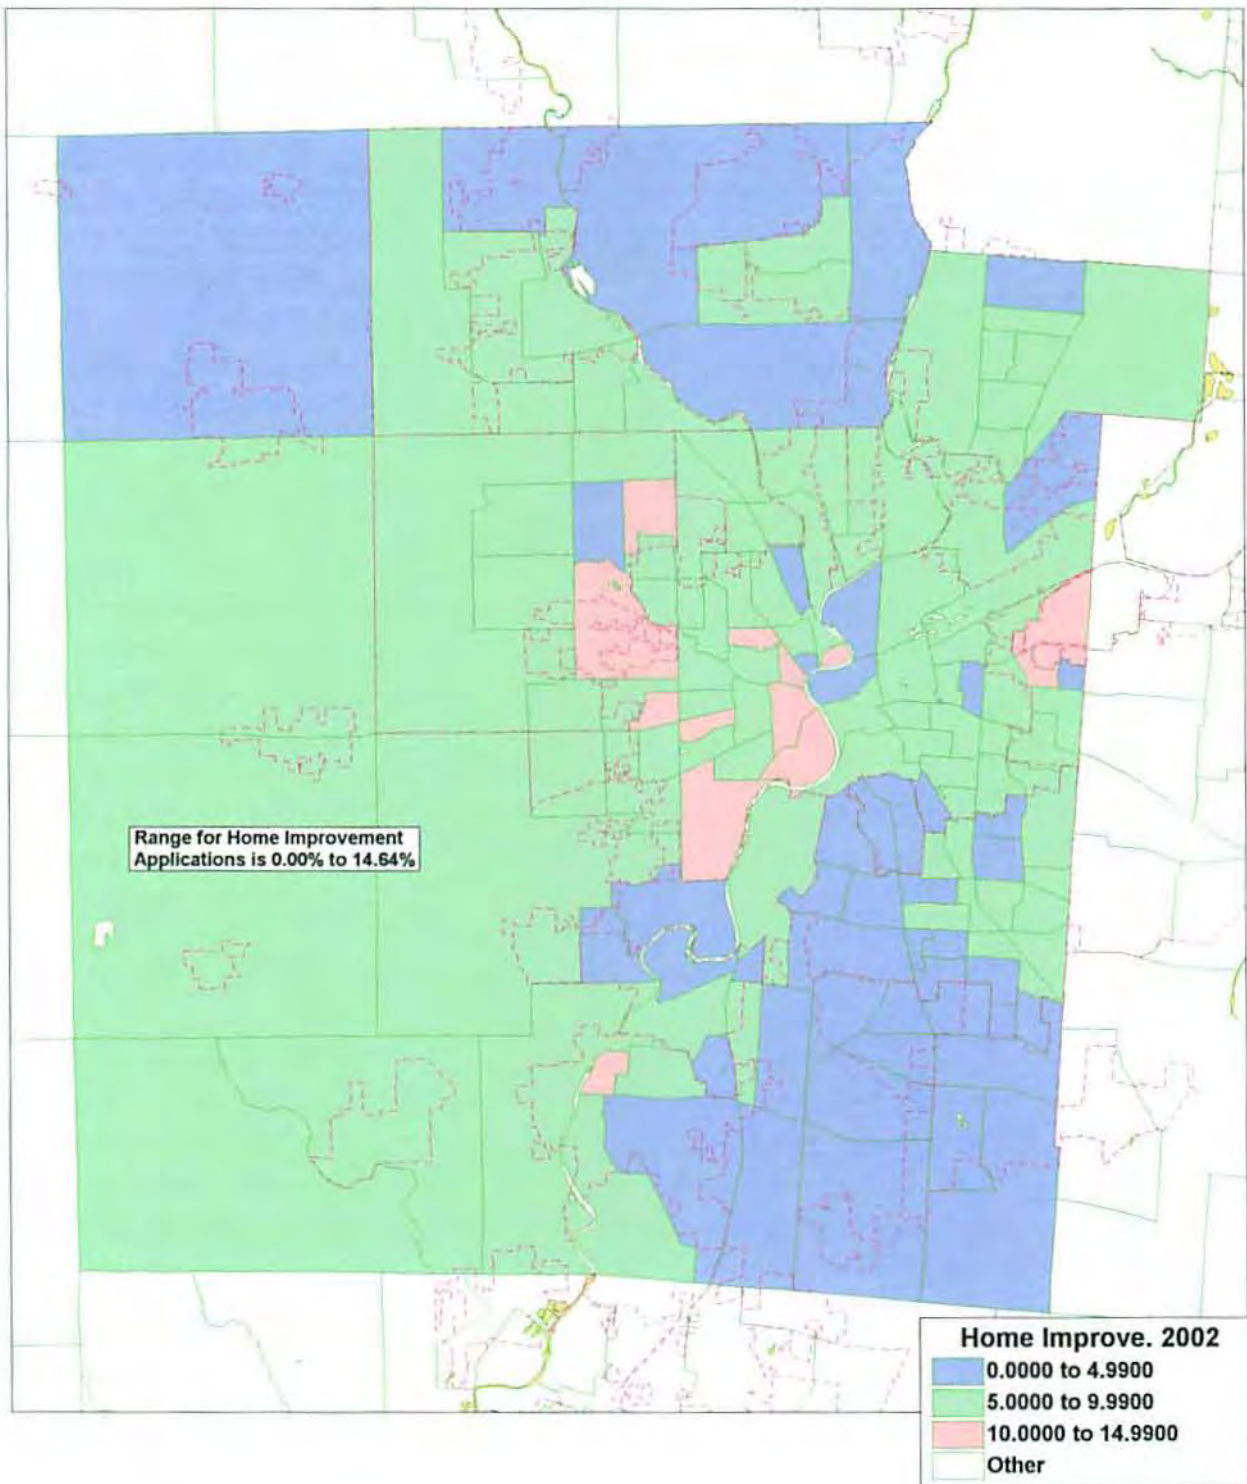 Range for Home Improvement
Applications is 0.00% to 14.64%
Home Improve. 2002
0.0000 to 4.9900
5.0000 to 9.9900
10.0000 to 14.9900
Other